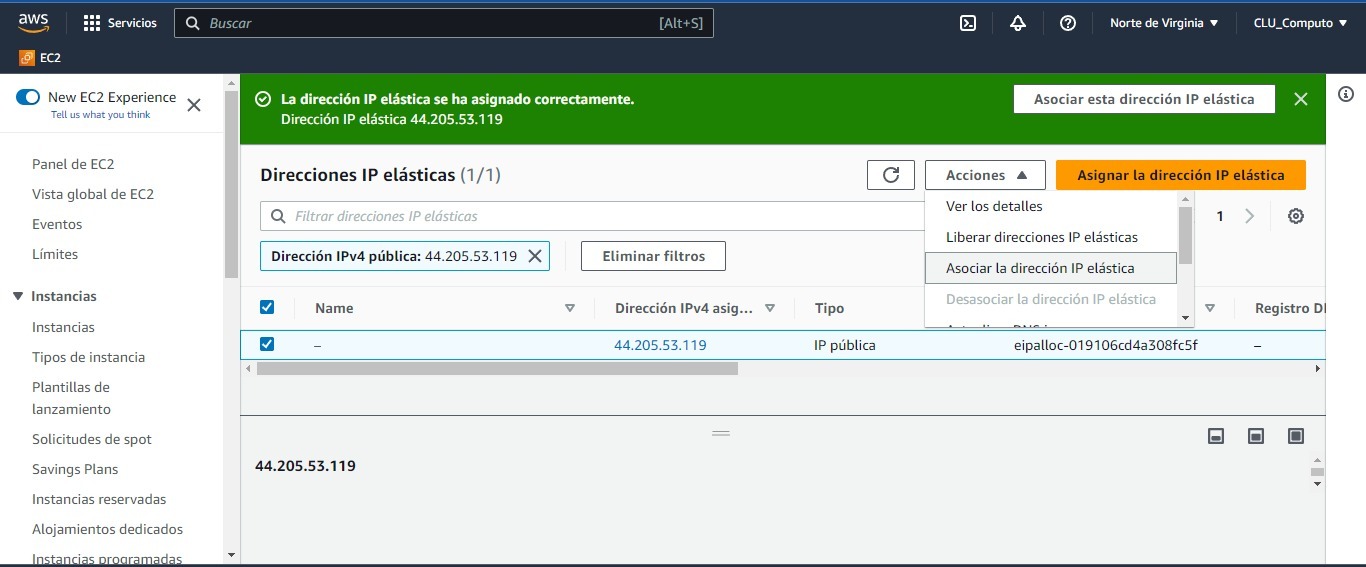 aws Servicios Buscar [Alt+S] Norte de Virginia CLU_Computo
EC2
New EC2 Experience
Tell us what you think
Panel de EC2
Vista global de EC2
Eventos
Límites
Instancias
Instancias
Tipos de instancia
Plantillas de
lanzamiento
Solicitudes de spot
Savings Plans
Instancias reservadas
Alojamientos dedicados
Instancias programadas
La dirección IP elástica se ha asignado correctamente.
Dirección IP elástica 44.205.53.119
Asociar esta dirección IP elástica
Direcciones IP elásticas (1/1)
Acciones
Asignar la dirección IP elástica
Filtrar direcciones IP elásticas
1
Ver los detalles
Liberar direcciones IP elásticas
Asociar la dirección IP elástica
Desasociar la dirección IP elástica
Dirección IPv4 pública: 44.205.53.119
Eliminar filtros
Name Dirección IPv4 asig... Tipo Registro
– 44.205.53.119 IP pública eipalloc-019106cd4a308fc5f –
44.205.53.119